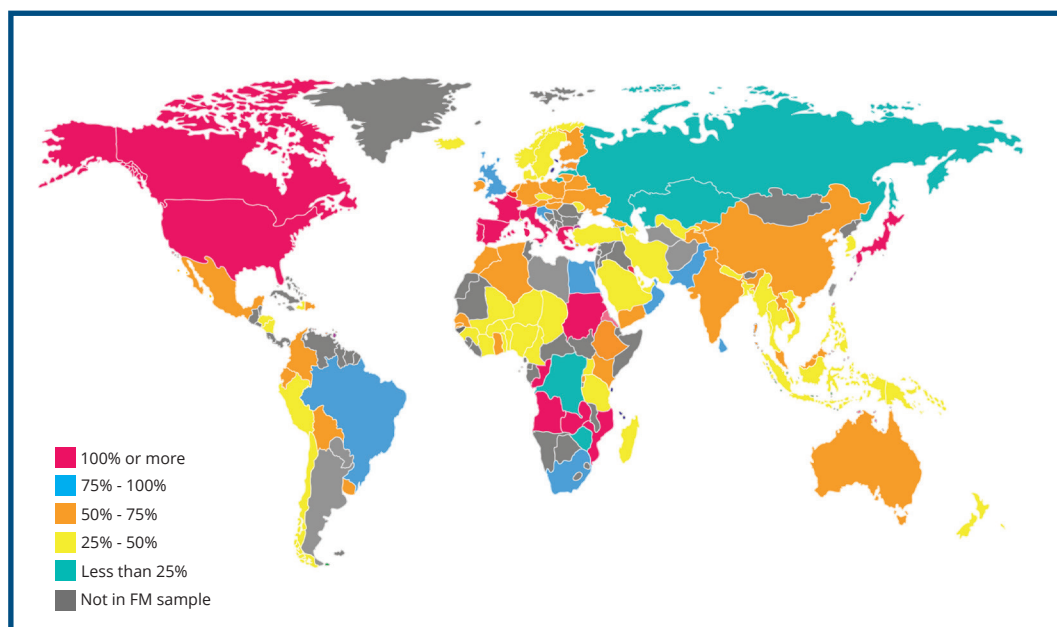 100% or more
75% - 100%
50% - 75%
25% - 50%
Less than 25%
Not in FM sample